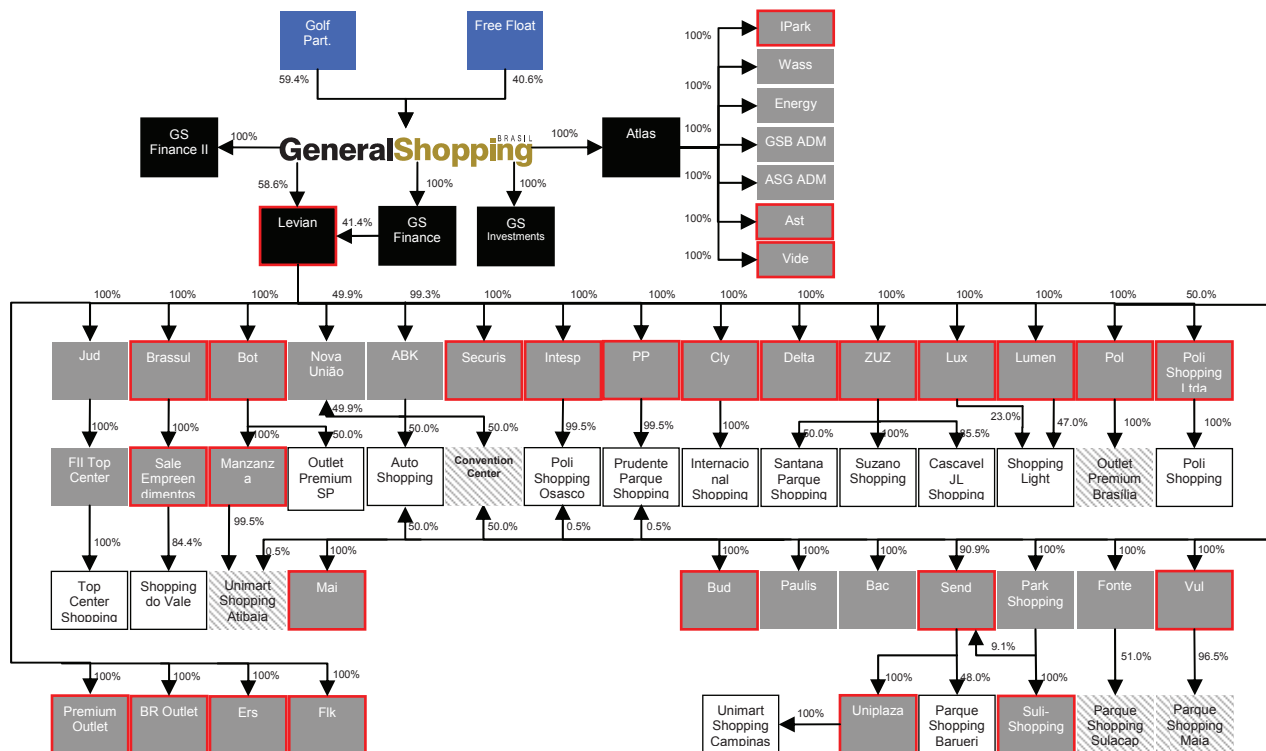 Golf
Part.
Free Float
59.4%
40.6%
GS
Finance II
100%
GeneralShopping
BRASIL
100%
Atlas
58.6%
100%
100%
Levian
41.4%
GS
Finance
GS
Investments
100%
IPark
100%
Wass
100%
Energy
100%
GSB ADM
100%
ASG ADM
100%
Ast
100%
Vide
100%
100%
100%
49.9%
99.3%
100%
100%
100%
100%
100%
100%
100%
100%
100%
50.0%
Jud
Brassul
Bot
Nova
União
ABK
Securis
Intesp
PP
Cly
Delta
ZUZ
Lux
Lumen
Pol
Poli
Shopping
Ltda
100%
100%
100%
50.0%
49.9%
50.0%
50.0%
99.5%
99.5%
100%
50.0%
100%
85.5%
23.0%
47.0%
100%
100%
FII Top
Center
Sale
Empreen
dimentos
Manzanz
a
Outlet
Premium
SP
Auto
Shopping
Convention
Center
Poli
Shopping
Osasco
Prudente
Parque
Shopping
Internacio
nal Shopping
Santana
Parque
Shopping
Suzano
Shopping
Cascavel
JL
Shopping
Shopping
Light
Outlet
Premium
Brasília
Poli
Shopping
100%
84.4%
99.5%
0.5%
100%
50.0%
50.0%
0.5%
0.5%
100%
100%
100%
90.9%
100%
100%
100%
Top
Center
Shopping
Shopping
do Vale
Unimart
Shopping
Atibaia
Mai
Bud
Paulis
Bac
Send
Park
Shopping
Fonte
Vul
9.1%
100%
48.0%
100%
51.0%
96.5%
100%
100%
100%
100%
Premium
Outlet
BR Outlet
Ers
Flk
Unimart
Shopping
Campinas
100%
Uniplaza
Parque
Shopping
Barueri
Suli-
Shopping
Parque
Shopping
Sulacap
Parque
Shopping
Maia